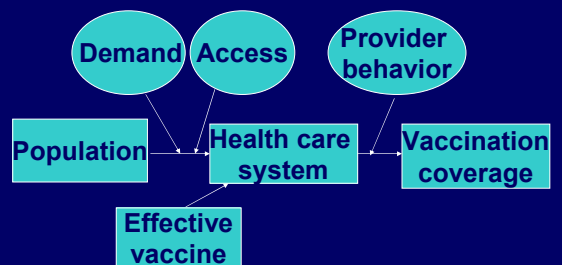 Demand
Access
Provider
behavior
Population
Health care
system
Vaccination
coverage
Effective
vaccine